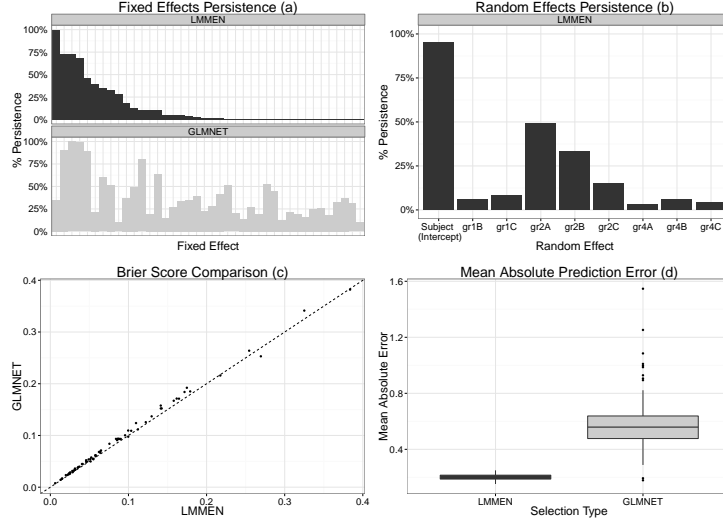 Fixed Effects Persistence (a)
LMMEN
100%
75%
50%
25%
0%
GLMNET
100%
75%
50%
25%
0%
% Persistence
Fixed Effect
Random Effects Persistence (b)
LMMEN
100%
75%
50%
25%
0%
% Persistence
Subject gr1B gr1C gr2A gr2B gr2C gr4A gr4B gr4C
(Intercept)
Random Effect
Brier Score Comparison (c)
0.4
0.3
0.2
0.1
0.0
GLMNET
0.0 0.1 0.2 0.3 0.4
LMMEN
Mean Absolute Prediction Error (d)
1.6
1.2
0.8
0.4
Mean Absolute Error
LMMEN GLMNET
Selection Type